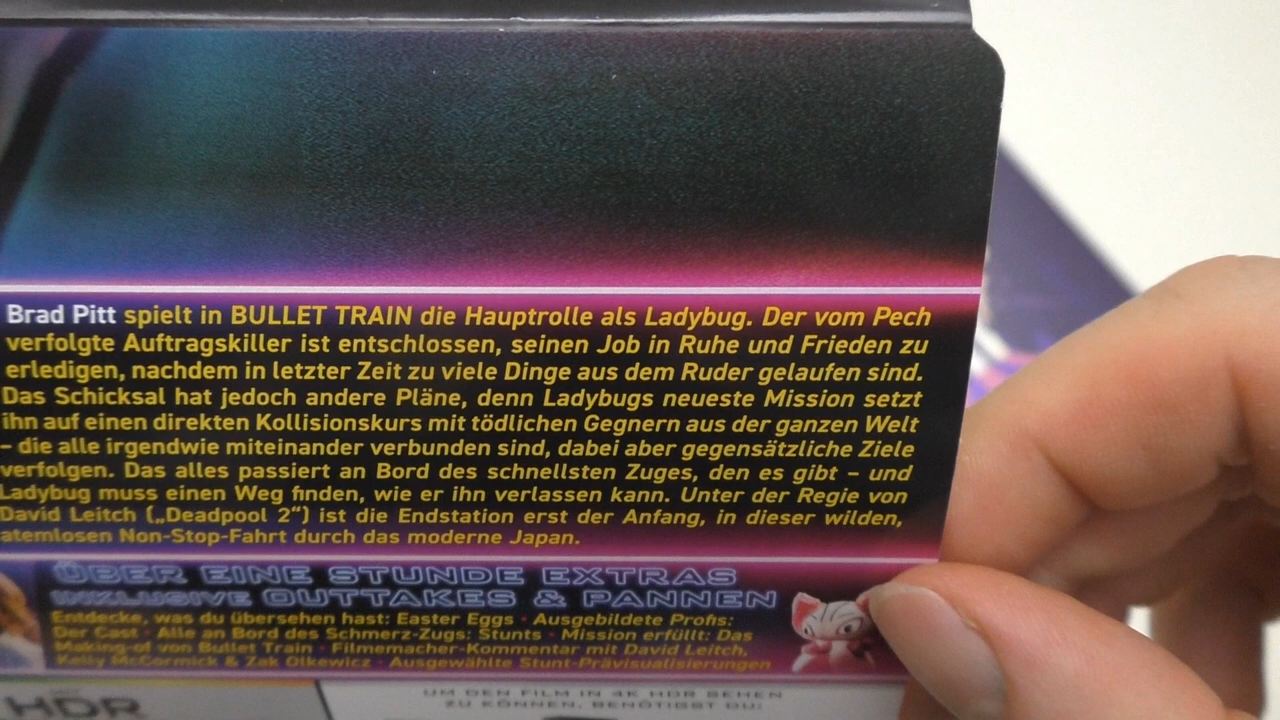 Brad Pitt spielt in BULLET TRAIN die Hauptrolle als Ladybug. Der vom Pech
verfolgte Auftragskiller ist entschlossen, seinen Job in Ruhe und Frieden zu
erledigen, nachdem in letzter Zeit zu viele Dinge aus dem Ruder gelaufen sind.
Das Schicksal hat jedoch andere Pläne, denn Ladybugs neueste Mission setzt
ihn auf einen direkten Kollisionskurs mit tödlichen Gegnern aus der ganzen Welt
– die alle irgendwie miteinander verbunden sind, dabei aber gegensätzliche Ziele
verfolgen. Das alles passiert an Bord des schnellsten Zuges, den es gibt – und
Ladybug muss einen Weg finden, wie er ihn verlassen kann. Unter der Regie von
David Leitch („Deadpool 2“) ist die Endstation erst der Anfang, in dieser wilden,
atemlosen Non-Stop-Fahrt durch das moderne Japan.
ÜBER EINE STUNDE EXTRAS
INKLUSIVE OUTTAKES & PANNEN
Entdecke, was du übersehen hast: Easter Eggs · Ausgebildete Profis:
Der Cast · Alle an Bord des Schmerz-Zugs: Stunts · Mission erfüllt: Das
Making-of von Bullet Train · Filmemacher-Kommentar mit David Leitch,
Kelly McCormick & Zak Olkewicz · Ausgewählte Stunt-Prävisualisierungen
HDR
UM DEN FILM IN 4K HDR SEHEN
ZU KÖNNEN, BENÖTIGST DU: